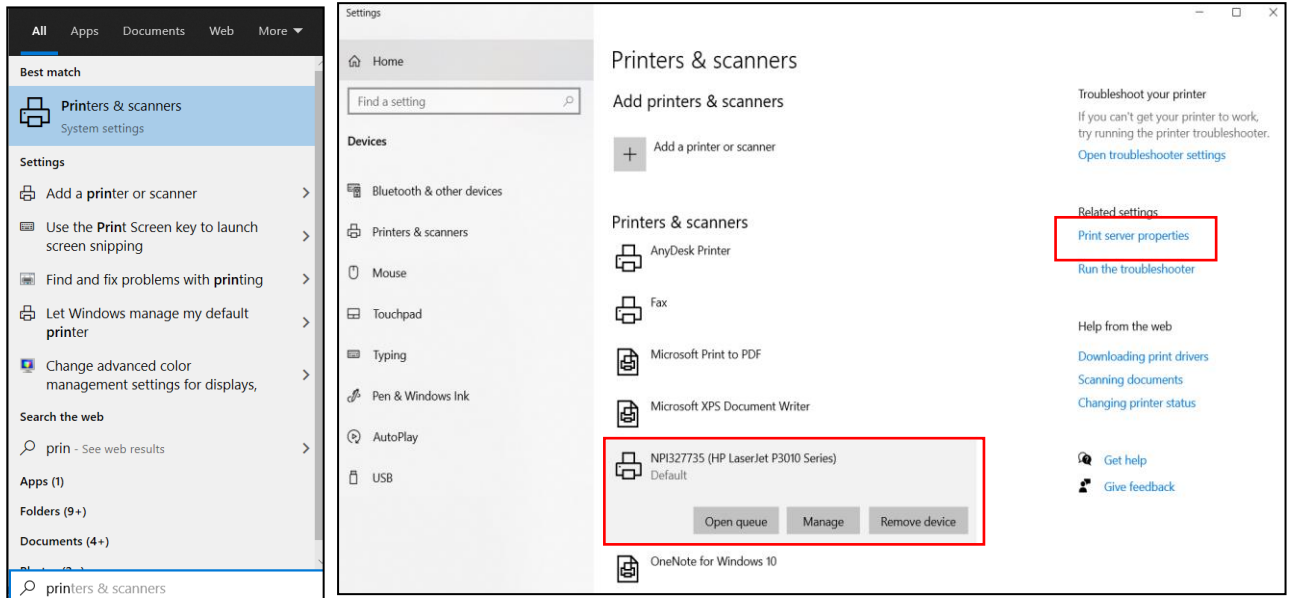 All Apps Documents Web More
Best match
Printers & scanners
System settings
Settings
Add a printer or scanner
Use the Print Screen key to launch
screen snipping
Find and fix problems with printing
Let Windows manage my default
printer
Change advanced color
management settings for displays,
Search the web
prin - See web results
Apps (1)
Folders (9+)
Documents (4+)
printers & scanners
Settings
Home
Find a setting
Devices
Bluetooth & other devices
Printers & scanners
Mouse
Touchpad
Typing
Pen & Windows Ink
AutoPlay
USB
Printers & scanners
Add printers & scanners
Add a printer or scanner
Printers & scanners
AnyDesk Printer
Fax
Microsoft Print to PDF
Microsoft XPS Document Writer
NPI327735 (HP LaserJet P3010 Series)
Default
Open queue Manage Remove device
OneNote for Windows 10
Troubleshoot your printer
If you can't get your printer to work,
try running the printer troubleshooter.
Open troubleshooter settings
Related settings
Print server properties
Run the troubleshooter
Help from the web
Downloading print drivers
Scanning documents
Changing printer status
Get help
Give feedback